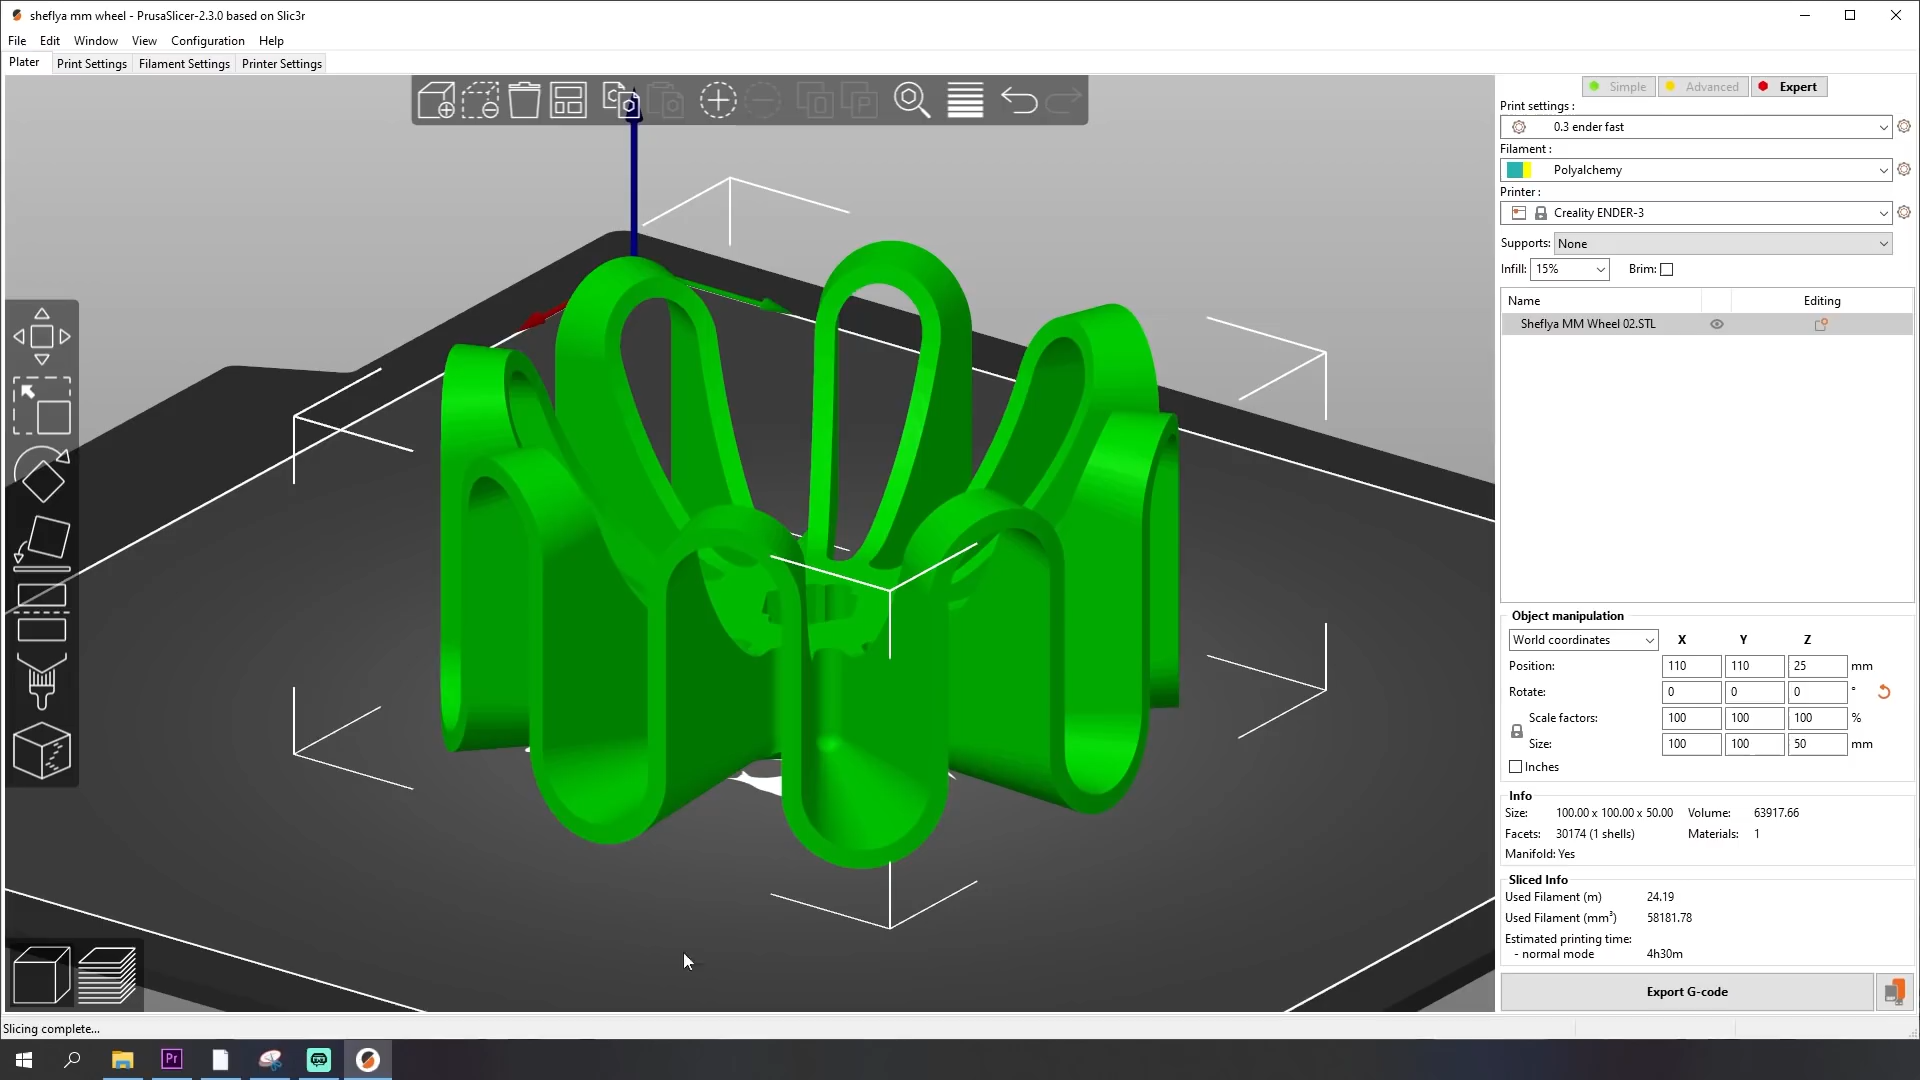 sheflya mm wheel - PrusaSlicer-2.3.0 based on Slic3r
File Edit Window View Configuration Help
Plater Print Settings Filament Settings Printer Settings
Simple Advanced Expert
Print settings :
0.3 ender fast
Filament :
Polyalchemy
Printer :
Creality ENDER-3
Supports: None
Infill: 15% Brim:
Name Editing
Sheflya MM Wheel 02.STL
Object manipulation
World coordinates X Y Z
Position: 110 110 25 mm
Rotate: 0 0 0 °
Scale factors: 100 100 100 %
Size: 100 100 50 mm
Inches
Info
Size: 100.00 x 100.00 x 50.00 Volume: 63917.66
Facets: 30174 (1 shells) Materials: 1
Manifold: Yes
Sliced Info
Used Filament (m) 24.19
Used Filament (mm³) 58181.78
Estimated printing time:
- normal mode 4h30m
Export G-code
Slicing complete...
Pr